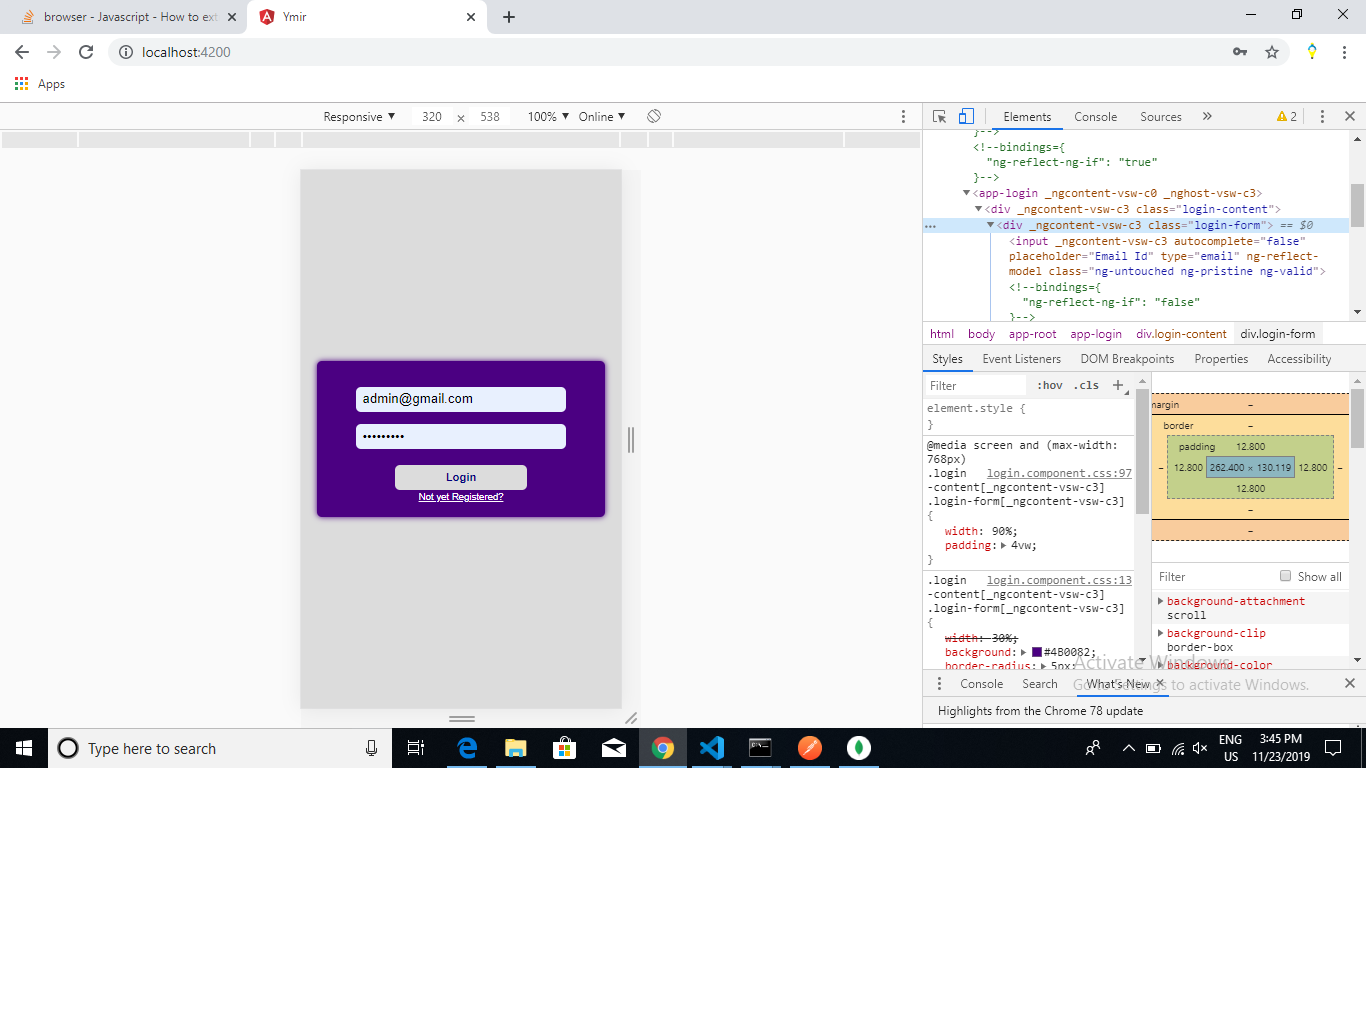 browser - Javascript - How to ext
Ymir
localhost:4200
Apps
Responsive ▼ 320 × 538 100% ▼ Online ▼
Elements Console Sources » 2
}-->
<!--bindings={
"ng-reflect-ng-if": "true"
}-->
<app-login _ngcontent-vsw-c0 _nghost-vsw-c3>
<div _ngcontent-vsw-c3 class="login-content">
<div _ngcontent-vsw-c3 class="login-form"> == $0
<input _ngcontent-vsw-c3 autocomplete="false"
placeholder="Email Id" type="email" ng-reflect-
model class="ng-untouched ng-pristine ng-valid">
<!--bindings={
"ng-reflect-ng-if": "false"
}-->
html body app-root app-login div.login-content div.login-form
Styles Event Listeners DOM Breakpoints Properties Accessibility
Filter :hov .cls +
element.style {
}
@media screen and (max-width:
768px)
.login login.component.css:97
-content[_ngcontent-vsw-c3]
.login-form[_ngcontent-vsw-c3]
{
width: 90%;
padding: 4vw;
}
.login login.component.css:13
-content[_ngcontent-vsw-c3]
.login-form[_ngcontent-vsw-c3]
{
width: 30%;
background: #4B0082;
border-radius: 5px;
margin –
border –
padding 12.800
– 12.800 262.400 × 130.119 12.800 –
12.800
–
–
Filter Show all
background-attachment
scroll
background-clip
border-box
background-color
Activate Windows
Go to Settings to activate Windows.
Console Search What's New ×
Highlights from the Chrome 78 update
admin@gmail.com
•••••••••
Login
Not yet Registered?
Type here to search
ENG
US
3:45 PM
11/23/2019